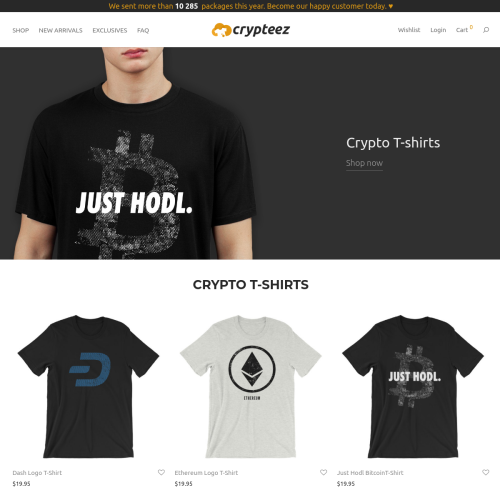 We sent more than 10 285 packages this year. Become our happy customer today. ♥
SHOP NEW ARRIVALS EXCLUSIVES FAQ crypteez Wishlist Login Cart 0
JUST HODL.
Crypto T-shirts
Shop now
CRYPTO T-SHIRTS
ETHEREUM
JUST HODL.
Dash Logo T-Shirt Ethereum Logo T-Shirt Just Hodl BitcoinT-Shirt
$19.95 $19.95 $19.95